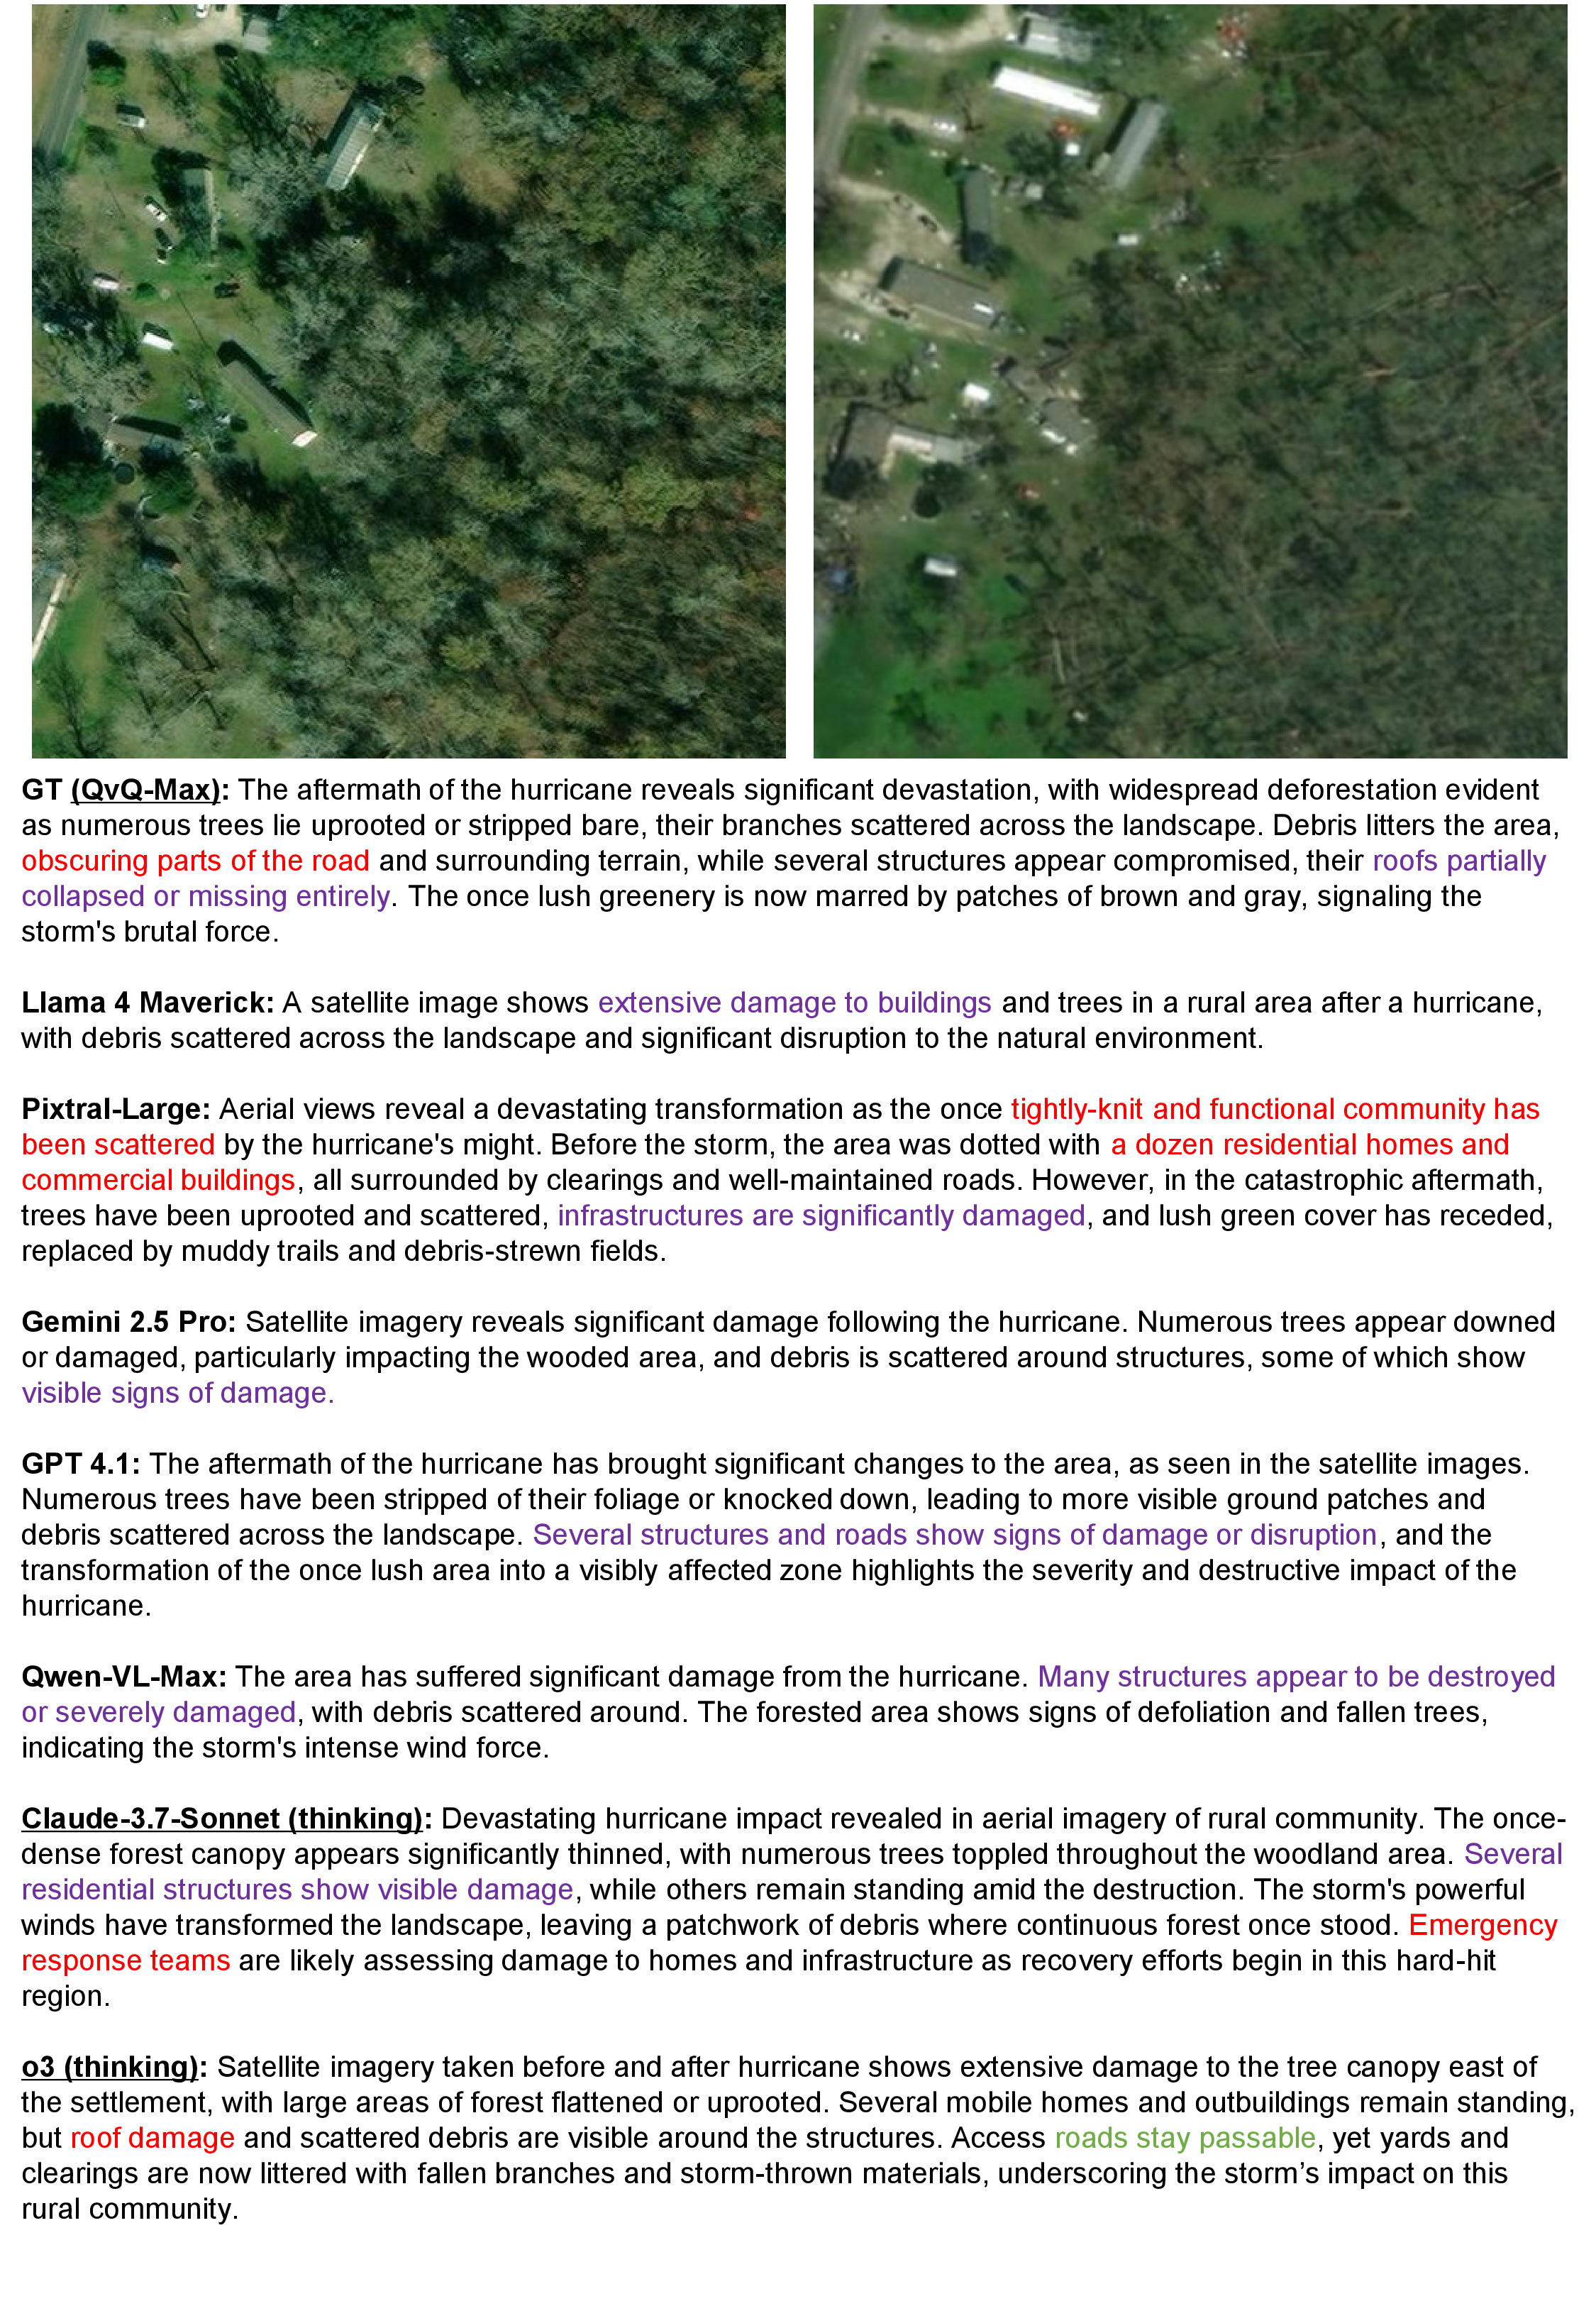 GT (QvQ-Max): The aftermath of the hurricane reveals significant devastation, with widespread deforestation evident
as numerous trees lie uprooted or stripped bare, their branches scattered across the landscape. Debris litters the area,
obscuring parts of the road and surrounding terrain, while several structures appear compromised, their roofs partially
collapsed or missing entirely. The once lush greenery is now marred by patches of brown and gray, signaling the
storm's brutal force.
Llama 4 Maverick: A satellite image shows extensive damage to buildings and trees in a rural area after a hurricane,
with debris scattered across the landscape and significant disruption to the natural environment.
Pixtral-Large: Aerial views reveal a devastating transformation as the once tightly-knit and functional community has
been scattered by the hurricane's might. Before the storm, the area was dotted with a dozen residential homes and
commercial buildings, all surrounded by clearings and well-maintained roads. However, in the catastrophic aftermath,
trees have been uprooted and scattered, infrastructures are significantly damaged, and lush green cover has receded,
replaced by muddy trails and debris-strewn fields.
Gemini 2.5 Pro: Satellite imagery reveals significant damage following the hurricane. Numerous trees appear downed
or damaged, particularly impacting the wooded area, and debris is scattered around structures, some of which show
visible signs of damage.
GPT 4.1: The aftermath of the hurricane has brought significant changes to the area, as seen in the satellite images.
Numerous trees have been stripped of their foliage or knocked down, leading to more visible ground patches and
debris scattered across the landscape. Several structures and roads show signs of damage or disruption, and the
transformation of the once lush area into a visibly affected zone highlights the severity and destructive impact of the
hurricane.
Qwen-VL-Max: The area has suffered significant damage from the hurricane. Many structures appear to be destroyed
or severely damaged, with debris scattered around. The forested area shows signs of defoliation and fallen trees,
indicating the storm's intense wind force.
Claude-3.7-Sonnet (thinking): Devastating hurricane impact revealed in aerial imagery of rural community. The once-
dense forest canopy appears significantly thinned, with numerous trees toppled throughout the woodland area. Several
residential structures show visible damage, while others remain standing amid the destruction. The storm's powerful
winds have transformed the landscape, leaving a patchwork of debris where continuous forest once stood. Emergency
response teams are likely assessing damage to homes and infrastructure as recovery efforts begin in this hard-hit
region.
o3 (thinking): Satellite imagery taken before and after hurricane shows extensive damage to the tree canopy east of
the settlement, with large areas of forest flattened or uprooted. Several mobile homes and outbuildings remain standing,
but roof damage and scattered debris are visible around the structures. Access roads stay passable, yet yards and
clearings are now littered with fallen branches and storm-thrown materials, underscoring the storm’s impact on this
rural community.